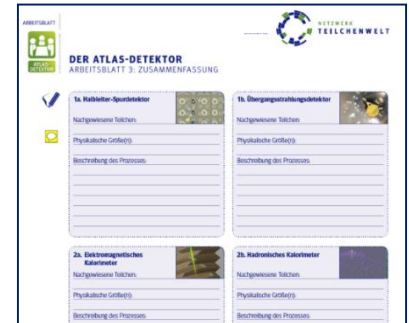 ARBEITSBLATT
NETZWERK
TEILCHENWELT
ATLAS-
DETEKTOR
DER ATLAS-DETEKTOR
ARBEITSBLATT 3: ZUSAMMENFASSUNG
1a. Halbleiter-Spurdetektor
Nachgewiesene Teilchen:
Physikalische Größe(n):
Beschreibung des Prozesses:
1b. Übergangsstrahlungsdetektor
Nachgewiesene Teilchen:
Physikalische Größe(n):
Beschreibung des Prozesses:
2a. Elektromagnetisches
Kalorimeter
Nachgewiesene Teilchen:
Physikalische Größe(n):
Beschreibung des Prozesses:
2b. Hadronisches Kalorimeter
Nachgewiesene Teilchen:
Physikalische Größe(n):
Beschreibung des Prozesses: